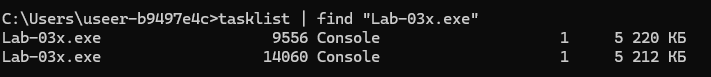 C:\Users\useer-b9497e4c>tasklist | find "Lab-03x.exe"
Lab-03x.exe                   9556 Console                    1     5 220 КБ
Lab-03x.exe                  14060 Console                    1     5 212 КБ